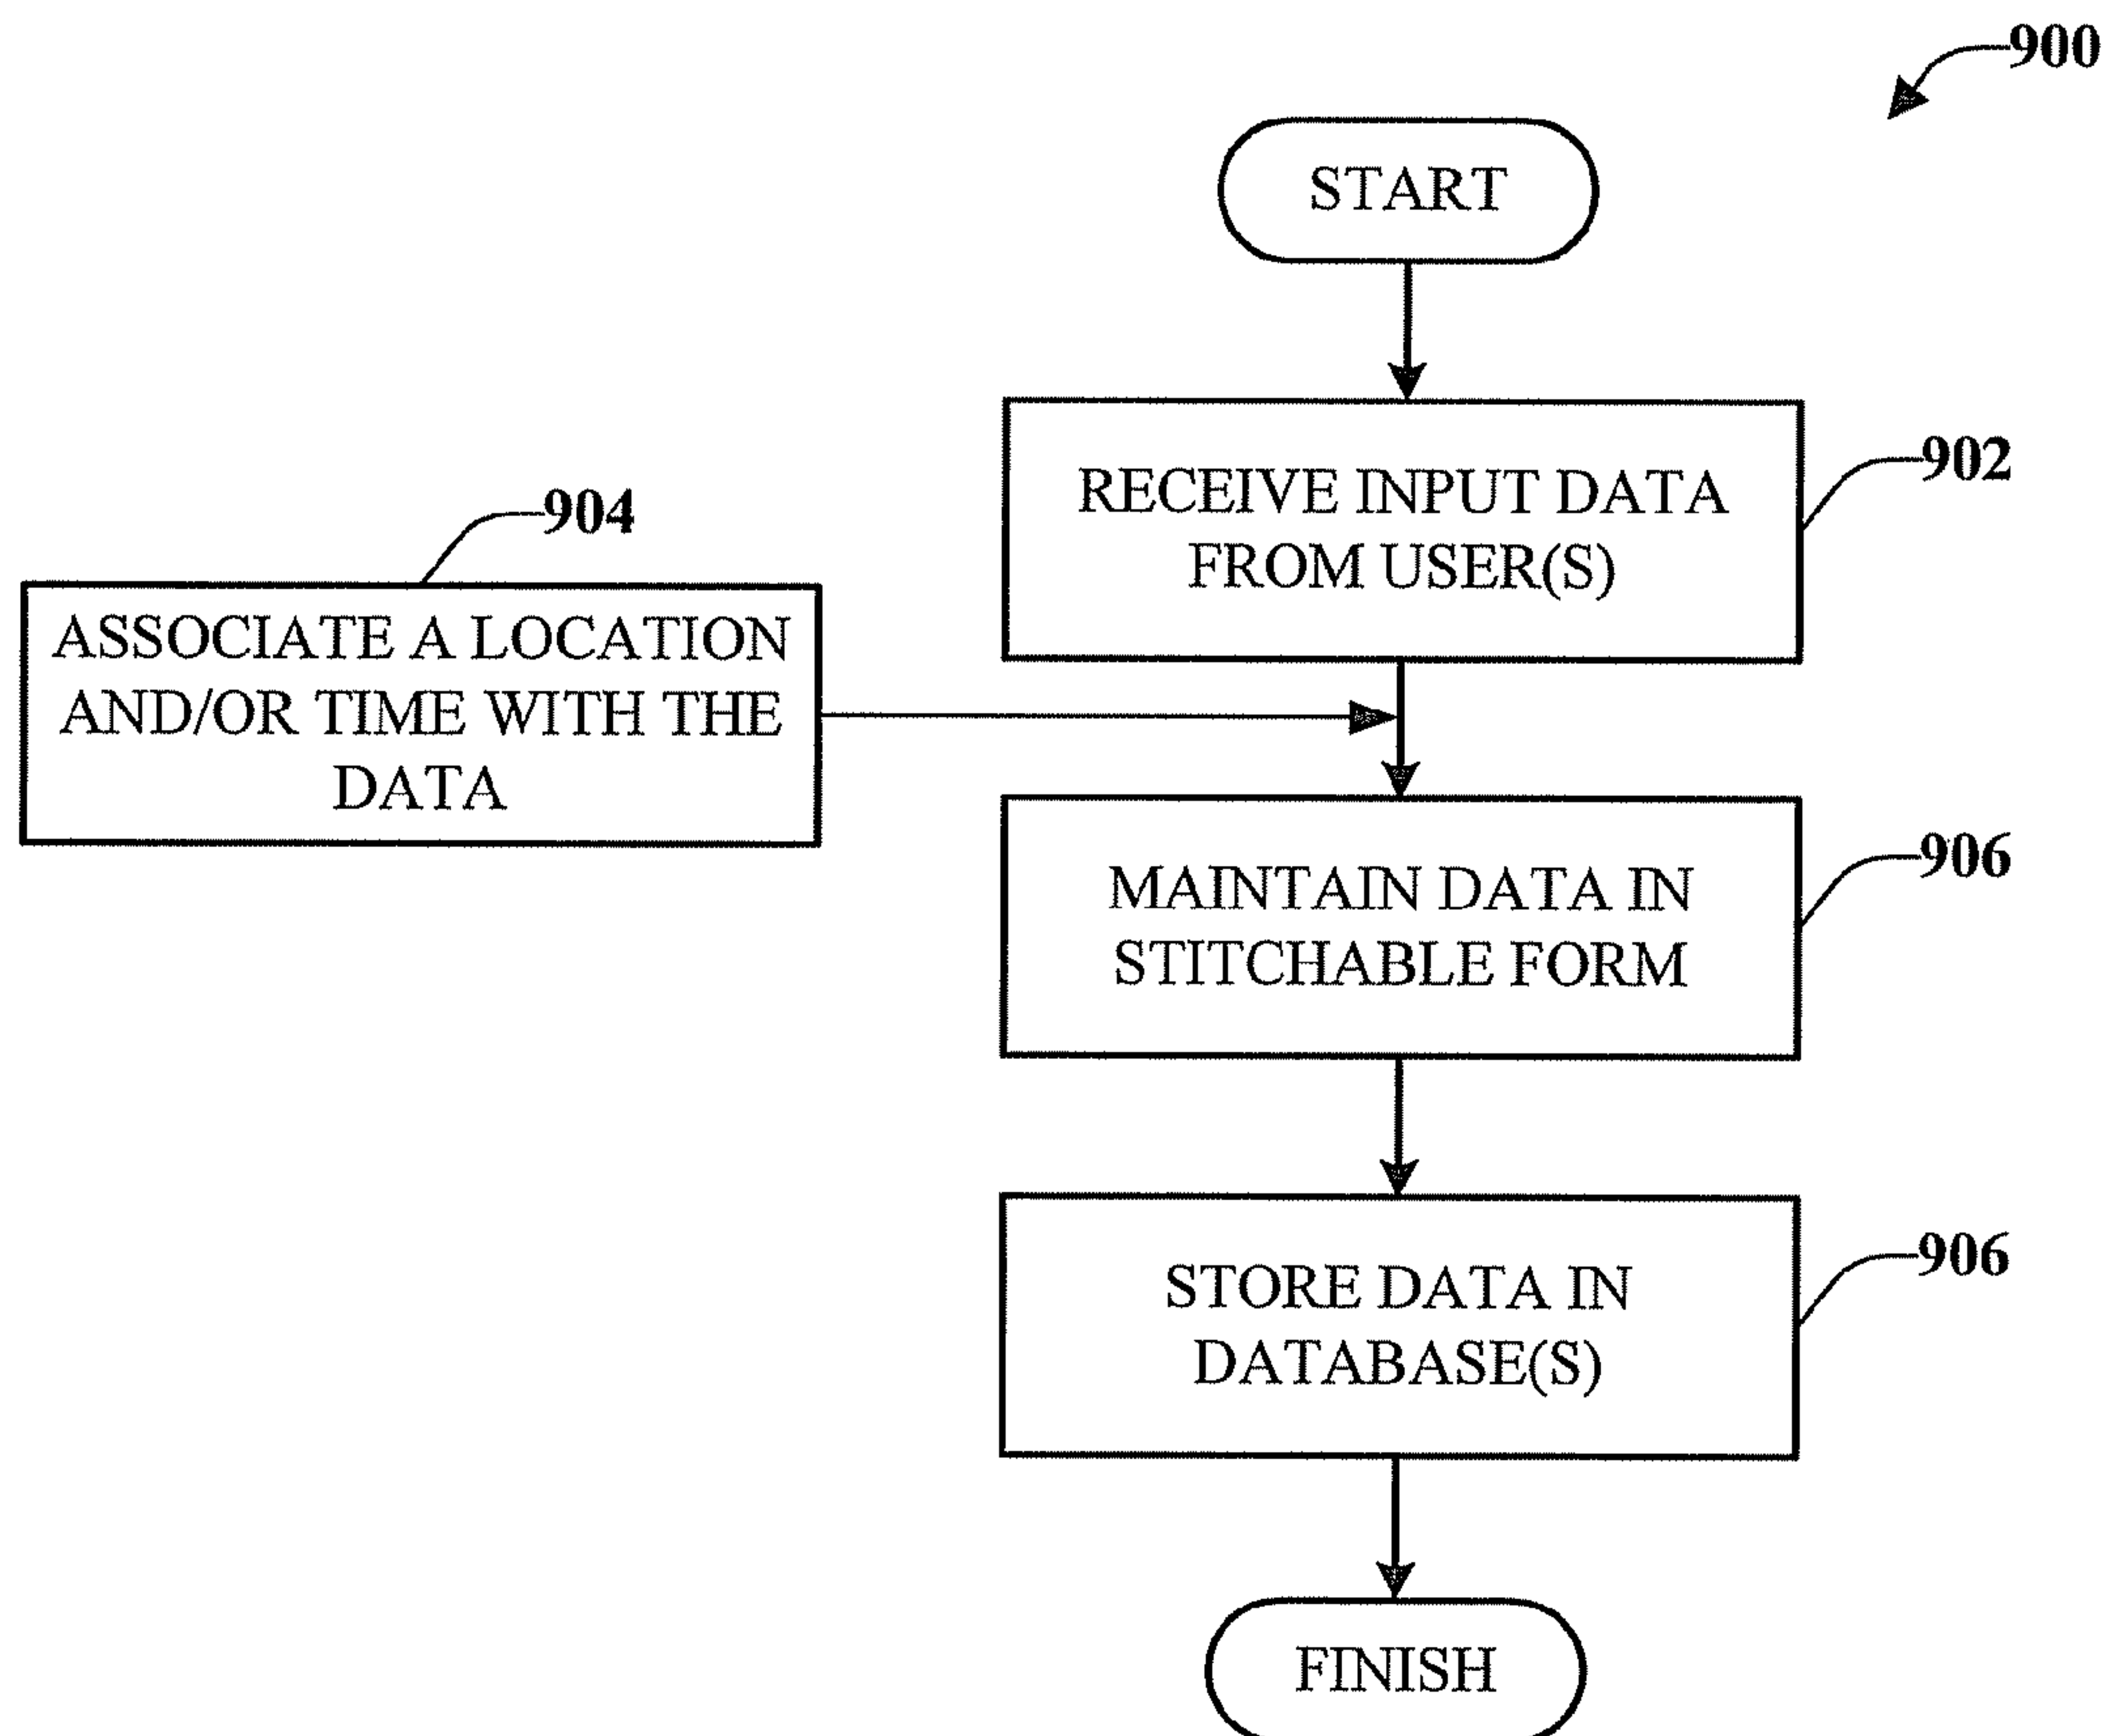 900
START
RECEIVE INPUT DATA
FROM USER(S)
902
904
ASSOCIATE A LOCATION
AND/OR TIME WITH THE
DATA
MAINTAIN DATA IN
STITCHABLE FORM
906
STORE DATA IN
DATABASE(S)
906
FINISH